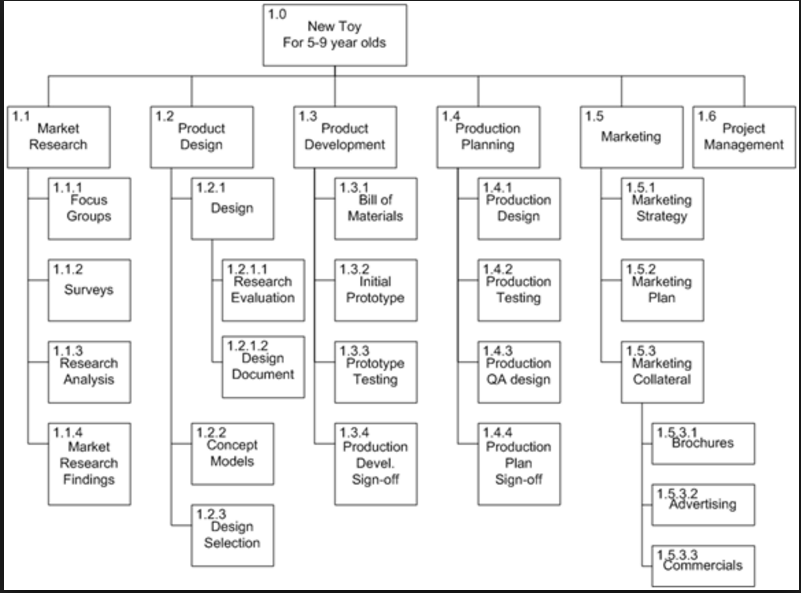 1.0
New Toy
For 5-9 year olds
1.1
Market
Research
1.2
Product
Design
1.3
Product
Development
1.4
Production
Planning
1.5
Marketing
1.6
Project
Management
1.1.1
Focus
Groups
1.1.2
Surveys
1.1.3
Research
Analysis
1.1.4
Market
Research
Findings
1.2.1
Design
1.2.1.1
Research
Evaluation
1.2.1.2
Design
Document
1.2.2
Concept
Models
1.2.3
Design
Selection
1.3.1
Bill of
Materials
1.3.2
Initial
Prototype
1.3.3
Prototype
Testing
1.3.4
Production
Devel.
Sign-off
1.4.1
Production
Design
1.4.2
Production
Testing
1.4.3
Production
QA design
1.4.4
Production
Plan
Sign-off
1.5.1
Marketing
Strategy
1.5.2
Marketing
Plan
1.5.3
Marketing
Collateral
1.5.3.1
Brochures
1.5.3.2
Advertising
1.5.3.3
Commercials